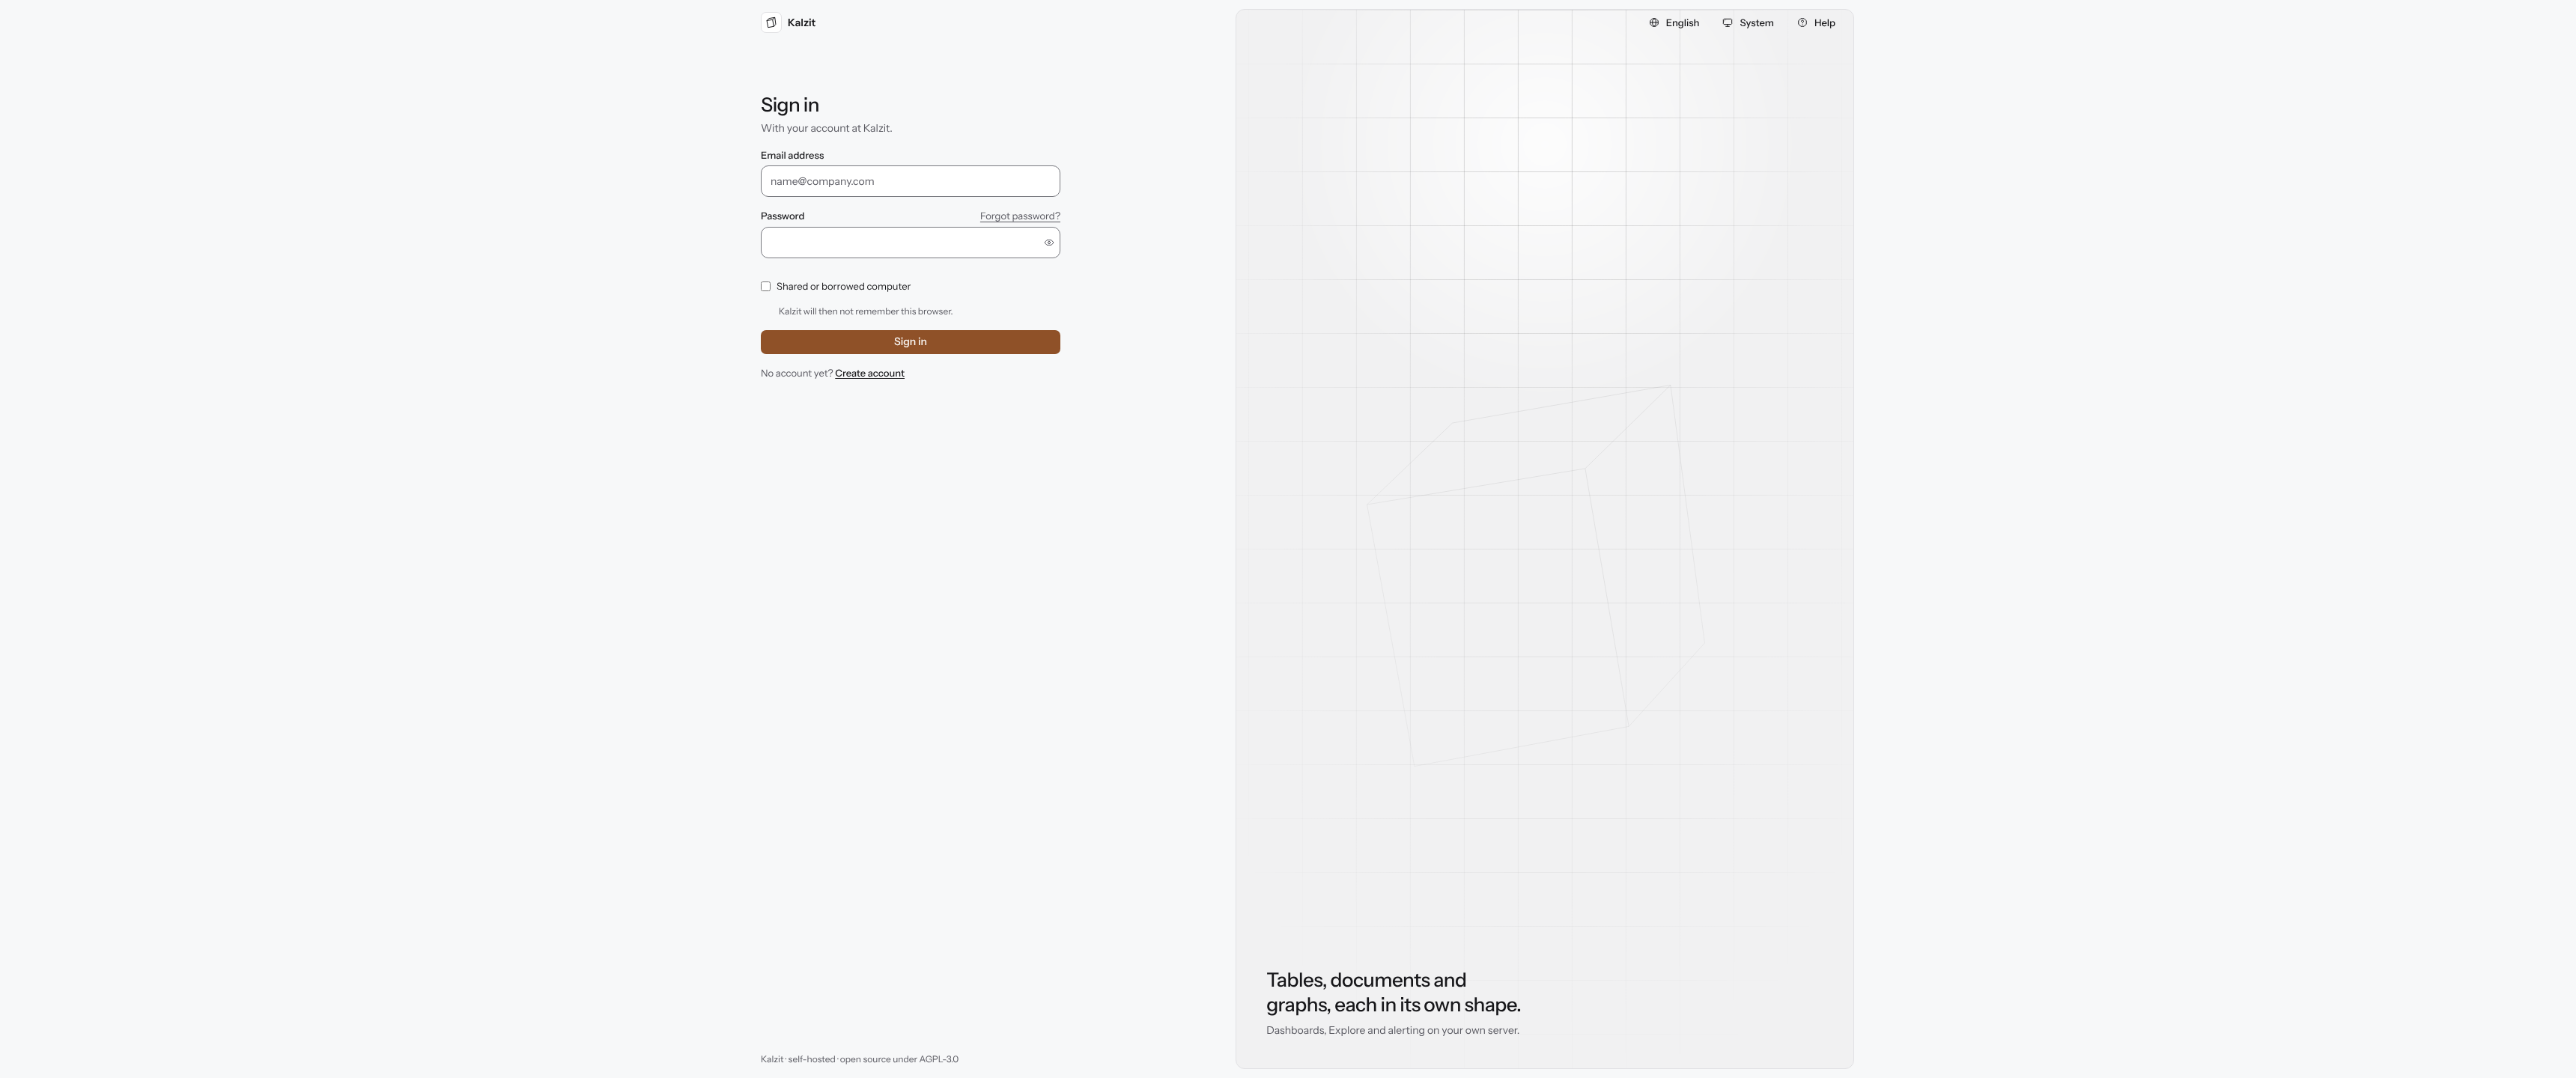 Kalzit
English
System
Help
Sign in
With your account at Kalzit.
Email address
name@company.com
Password
Forgot password?
Shared or borrowed computer
Kalzit will then not remember this browser.
Sign in
No account yet? Create account
Tables, documents and
graphs, each in its own shape.
Dashboards, Explore and alerting on your own server.
Kalzit · self-hosted · open source under AGPL-3.0